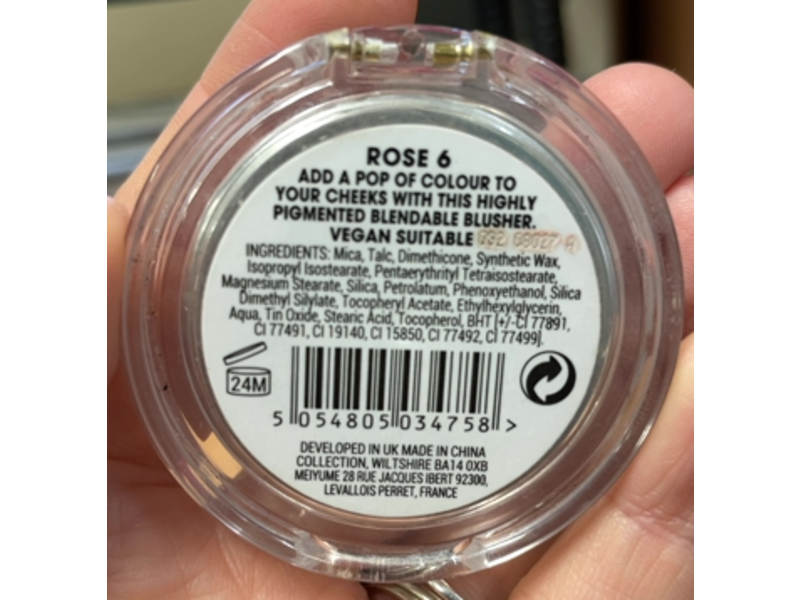 ROSE 6
ADD A POP OF COLOUR TO
YOUR CHEEKS WITH THIS HIGHLY
PIGMENTED BLENDABLE BLUSHER.
VEGAN SUITABLE
INGREDIENTS: Mica, Talc, Dimethicone, Synthetic Wax,
Isopropyl Isostearate, Pentaerythrityl Tetraisostearate,
Magnesium Stearate, Silica, Petrolatum, Phenoxyethanol, Silica
Dimethyl Silylate, Tocopheryl Acetate, Ethylhexylglycerin,
Aqua, Tin Oxide, Stearic Acid, Tocopherol, BHT [+/-CI 77891,
CI 77491, CI 19140, CI 15850, CI 77492, CI 77499].
24M
5 054805 034758 >
DEVELOPED IN UK MADE IN CHINA
COLLECTION, WILTSHIRE BA14 0XB
MEIYUME 28 RUE JACQUES IBERT 92300,
LEVALLOIS PERRET, FRANCE